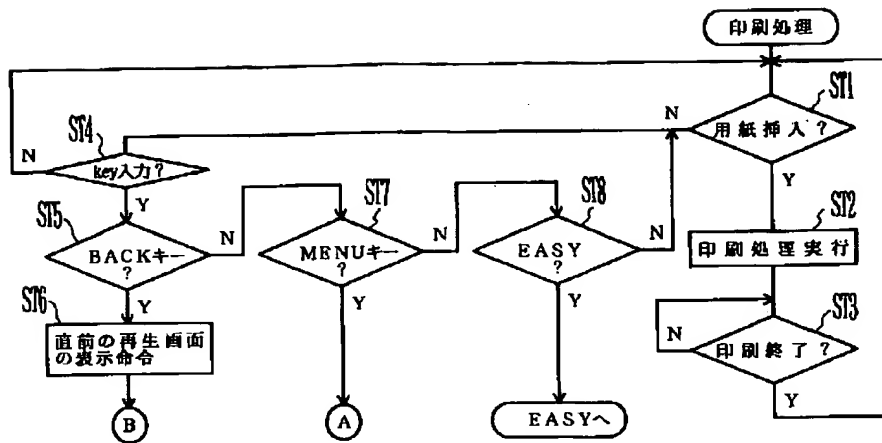 印刷処理
ST1
用紙挿入?
N
Y
ST2
印刷処理実行
ST3
印刷終了?
N
Y
ST4
key入力?
N
Y
ST5
BACKキー
?
N
Y
ST6
直前の再生画面
の表示命令
B
ST7
MENUキー
?
N
Y
A
ST8
EASY
?
N
Y
EASYへ